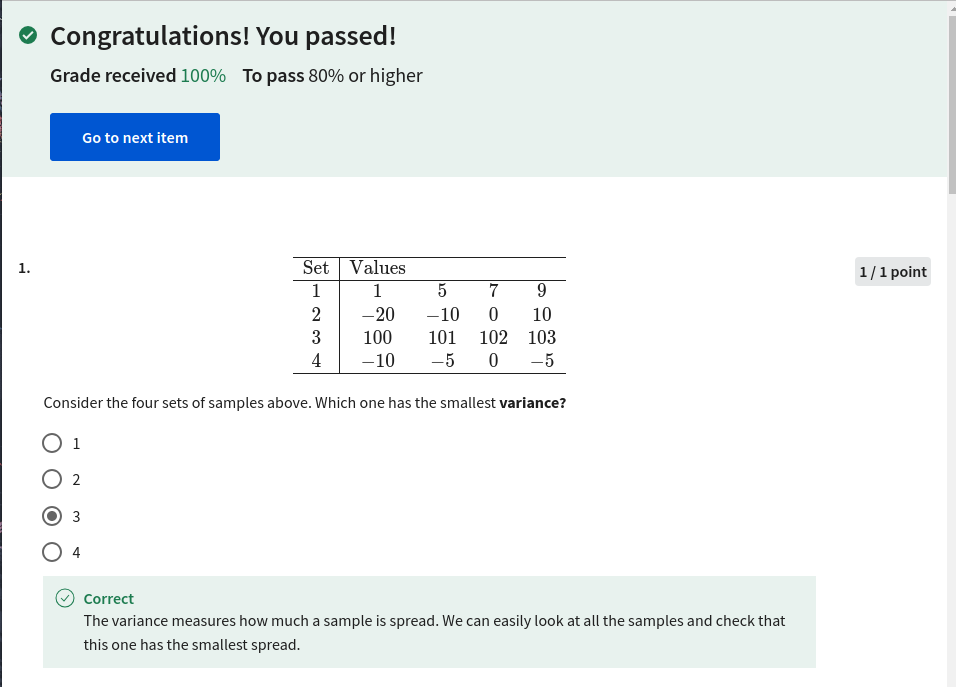 Congratulations! You passed!
Grade received 100% To pass 80% or higher
Go to next item
1.
1 / 1 point
Set Values
1 1 5 7 9
2 −20 −10 0 10
3 100 101 102 103
4 −10 −5 0 −5
Consider the four sets of samples above. Which one has the smallest variance?
1
2
3
4
Correct
The variance measures how much a sample is spread. We can easily look at all the samples and check that
this one has the smallest spread.